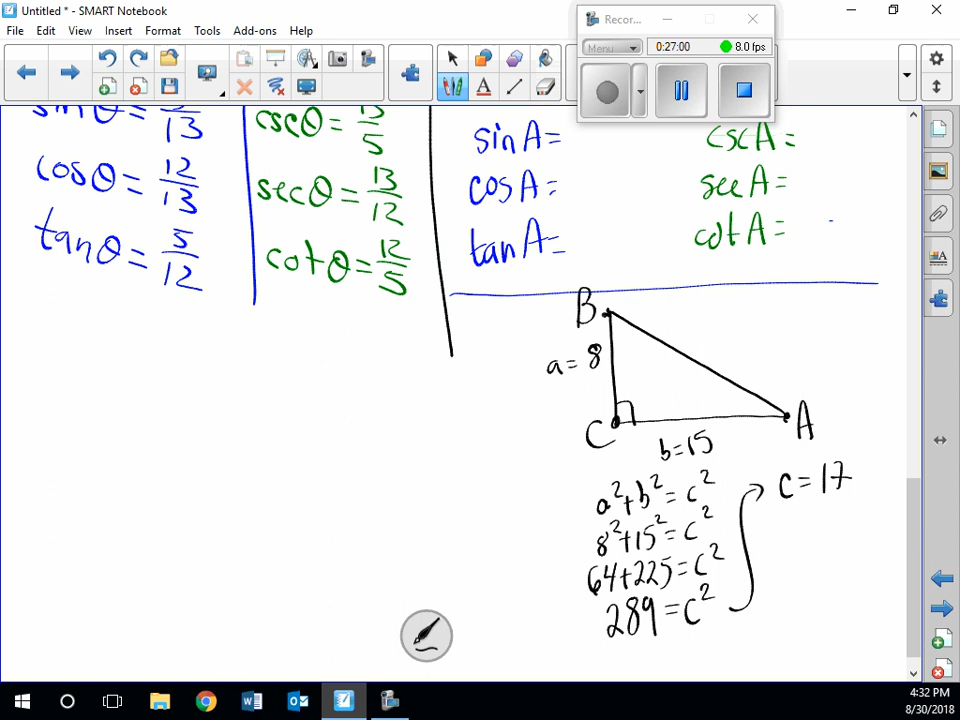 Untitled * - SMART Notebook
File Edit View Insert Format Tools Add-ons Help
Recor...
Menu
0:27:00
8.0 fps
sinθ = /13
cosθ = 12/13
tanθ = 5/12
cscθ = 13/5
secθ = 13/12
cotθ = 12/5
sinA =
cosA =
tanA =
cscA =
secA =
cotA =
B
a = 8
C
A
b = 15
a²+b² = c²
8²+15² = c²
64+225 = c²
289 = c²
c = 17
4:32 PM
8/30/2018